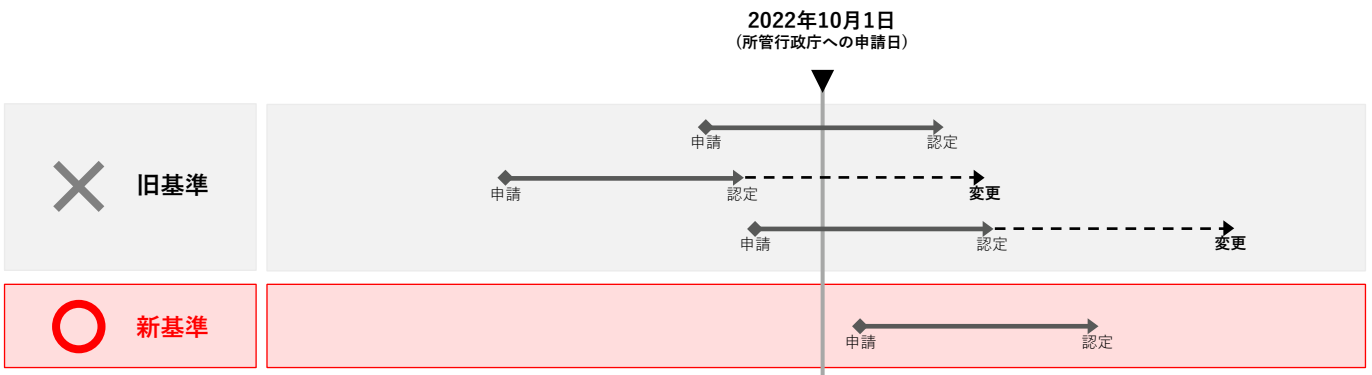 2022年10月1日
(所管行政庁への申請日)
旧基準
申請
認定
申請
認定
変更
申請
認定
変更
新基準
申請
認定